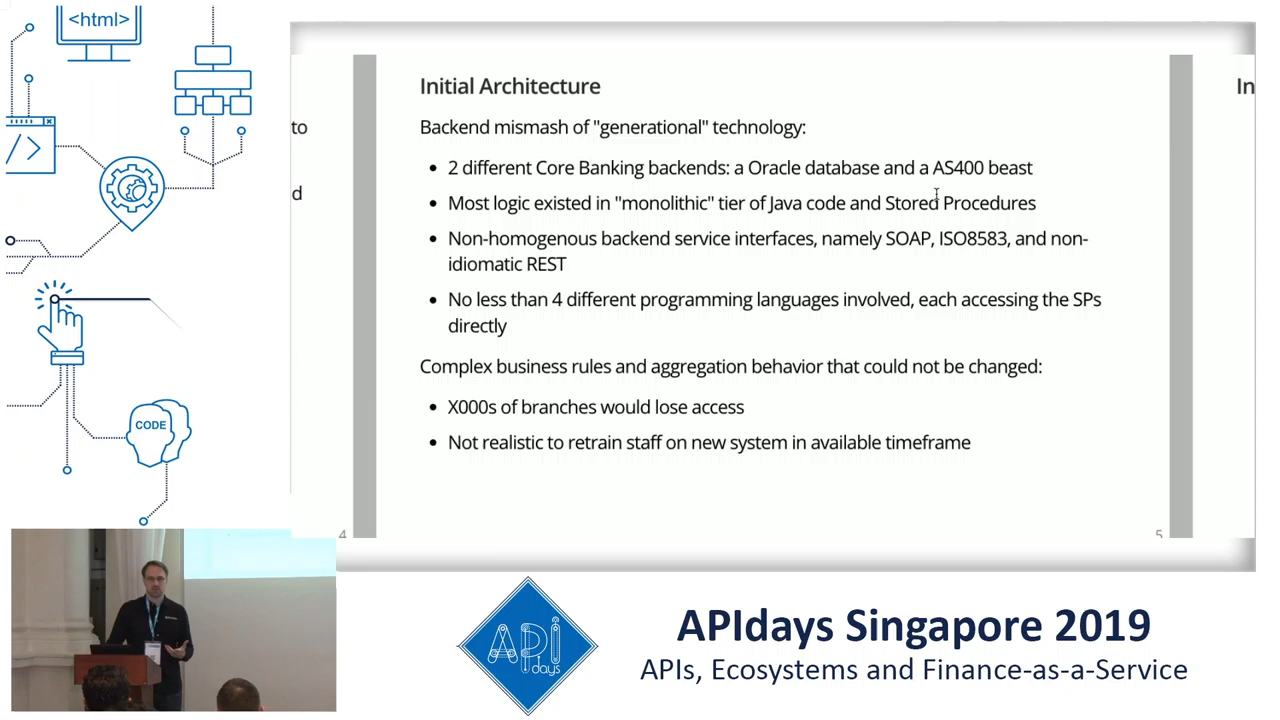 <html>
</>
CODE
to
d
4
Initial Architecture
Backend mismash of "generational" technology:
• 2 different Core Banking backends: a Oracle database and a AS400 beast
• Most logic existed in "monolithic" tier of Java code and Stored Procedures
• Non-homogenous backend service interfaces, namely SOAP, ISO8583, and non-
idiomatic REST
• No less than 4 different programming languages involved, each accessing the SPs
directly
Complex business rules and aggregation behavior that could not be changed:
• X000s of branches would lose access
• Not realistic to retrain staff on new system in available timeframe
5
In
API
days
APIdays Singapore 2019
APIs, Ecosystems and Finance-as-a-Service